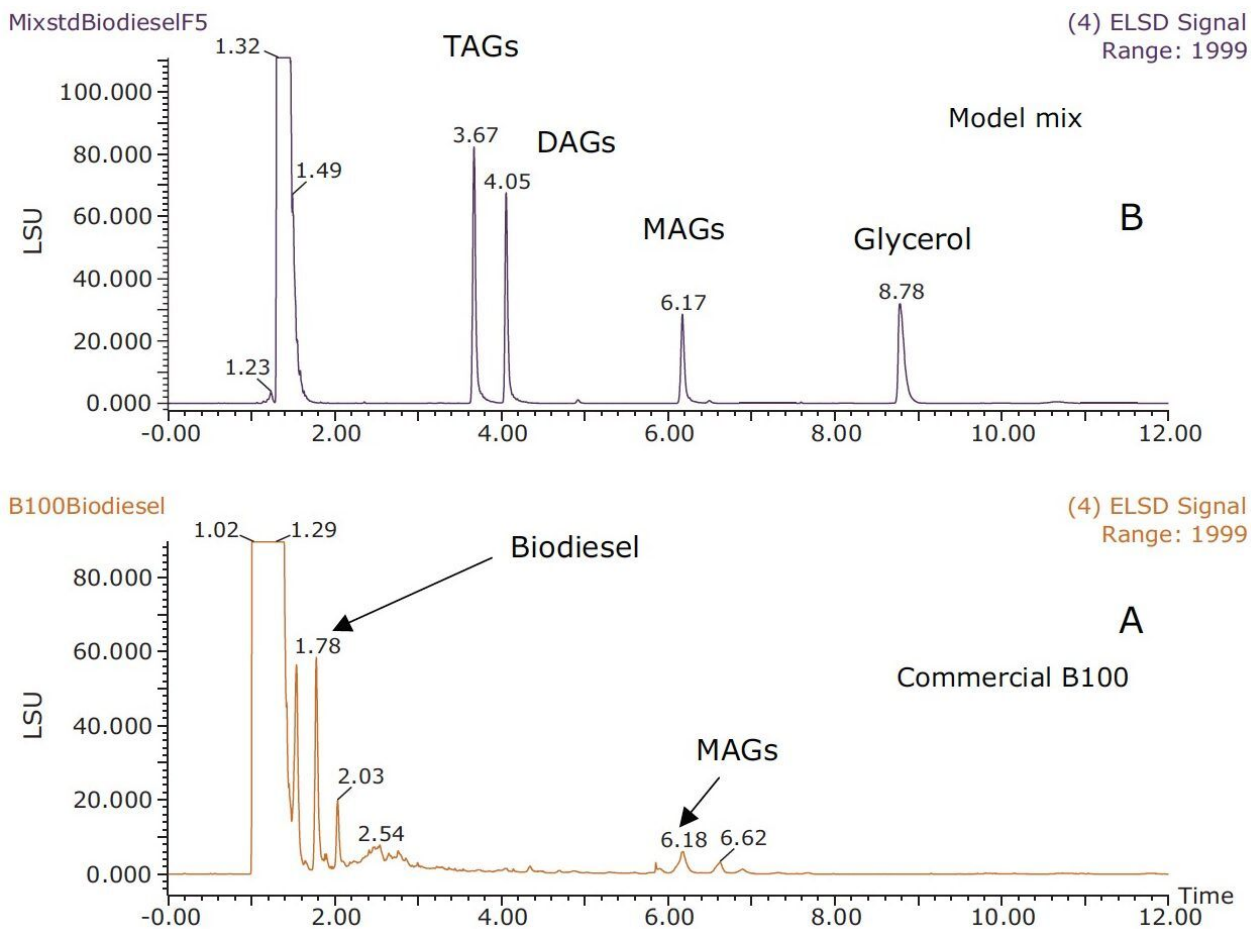 MixstdBiodieselF5
(4) ELSD Signal
Range: 1999
1.32
TAGs
100.000
Model mix
3.67
DAGs
80.000
1.49
4.05
60.000
LSU
MAGs
Glycerol
B
40.000
6.17
8.78
20.000
1.23
0.000
-0.00 2.00 4.00 6.00 8.00 10.00 12.00
B100Biodiesel
(4) ELSD Signal
Range: 1999
1.02 1.29
Biodiesel
80.000
A
60.000
1.78
Commercial B100
LSU
40.000
MAGs
2.03
20.000
2.54
6.18 6.62
0.000
Time
-0.00 2.00 4.00 6.00 8.00 10.00 12.00